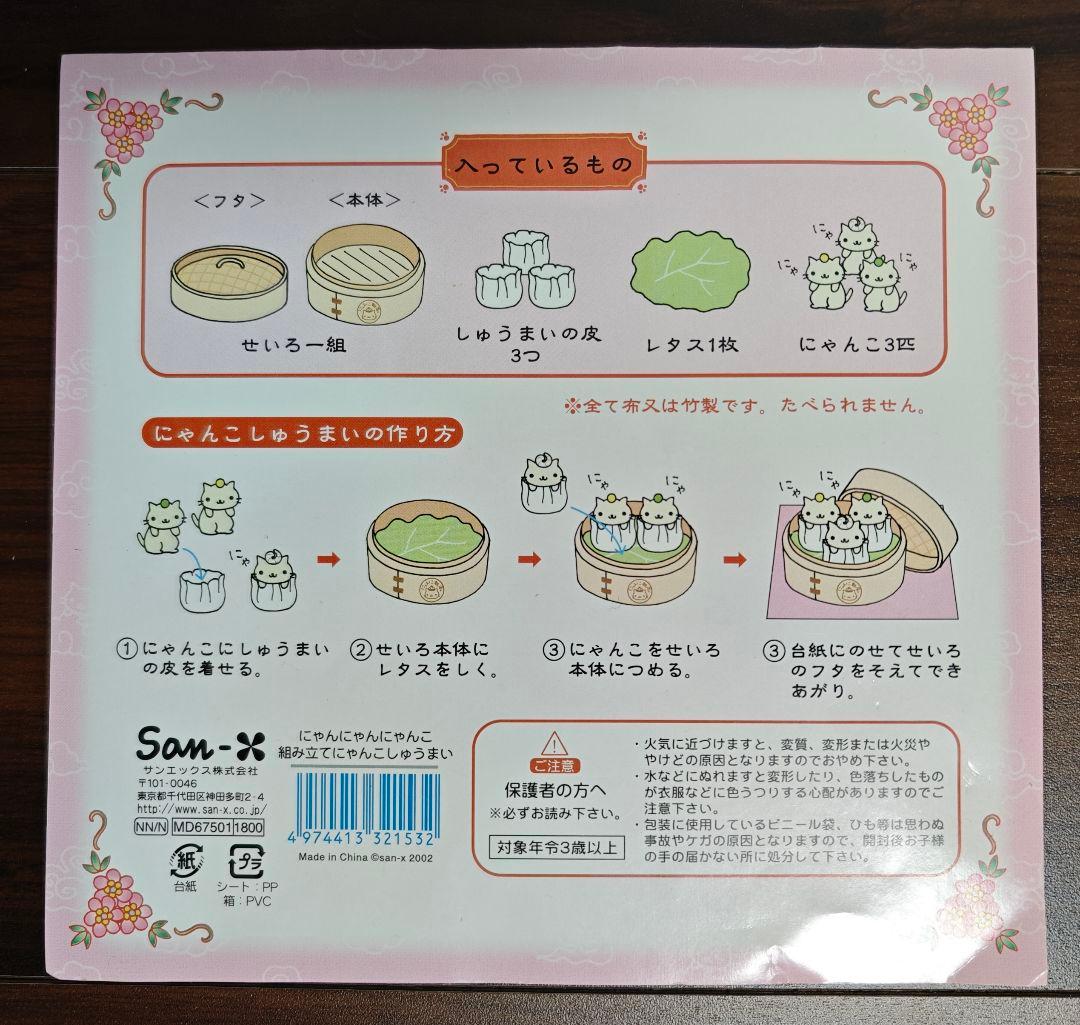 入っているもの
<フタ>
<本体>
にゃ
にゃ
にゃ
せいろ一組
しゅうまいの皮
3つ
レタス1枚
にゃんこ3匹
※全て布又は竹製です。たべられません。
にゃんこしゅうまいの作り方
にゃ
にゃ
にゃ
にゃ
にゃ
①にゃんこにしゅうまい
の皮を着せる。
②せいろ本体に
レタスをしく。
③にゃんこをせいろ
本体につめる。
③台紙にのせてせいろ
のフタをそえてでき
あがり。
San-X
サンエックス株式会社
〒101-0046
東京都千代田区神田多町2-4
http://www.san-x.co.jp/
NN/N MD67501 1800
紙
台紙
プラ
シート：PP
箱：PVC
にゃんにゃんにゃんこ
組み立てにゃんこしゅうまい
4 974413 321532
Made in China ©san-x 2002
ご注意
保護者の方へ
※必ずお読み下さい。
対象年令3歳以上
・火気に近づけますと、変質、変形または火災や
やけどの原因となりますのでおやめ下さい。
・水などにぬれますと変形したり、色落ちしたもの
が衣服などに色うつりする心配がありますのでご
注意下さい。
・包装に使用しているビニール袋、ひも等は思わぬ
事故やケガの原因となりますので、開封後お子様
の手の届かない所に処分して下さい。